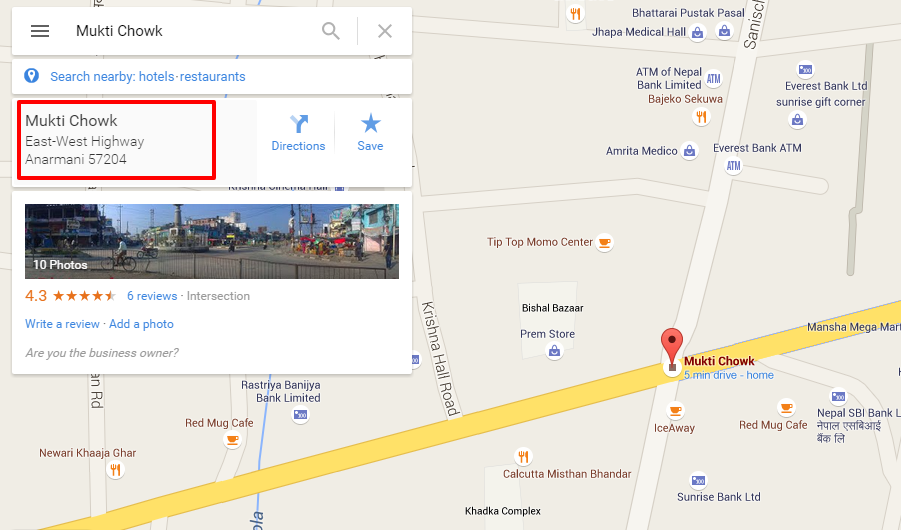 Mukti Chowk
Search nearby: hotels · restaurants
Mukti Chowk
East-West Highway
Anarmani 57204
Directions
Save
Krishna Cinema Hall
10 Photos
4.3
6 reviews · Intersection
Write a review · Add a photo
Are you the business owner?
Bhattarai Pustak Pasal
Jhapa Medical Hall
Sanisch
ATM of Nepal
Bank Limited
ATM
Everest Bank Ltd
Bajeko Sekuwa
sunrise gift corner
Amrita Medico
Everest Bank ATM
ATM
Tip Top Momo Center
Krishna Hall Road
Bishal Bazaar
Prem Store
Mansha Mega Mart
Mukti Chowk
5 min drive - home
an Rd
Rastriya Banijya
Bank Limited
Red Mug Cafe
Newari Khaaja Ghar
IceAway
Red Mug Cafe
Nepal SBI Bank L
नेपाल एसबिआई
बैंक लि
Calcutta Misthan Bhandar
Sunrise Bank Ltd
Khadka Complex
ola